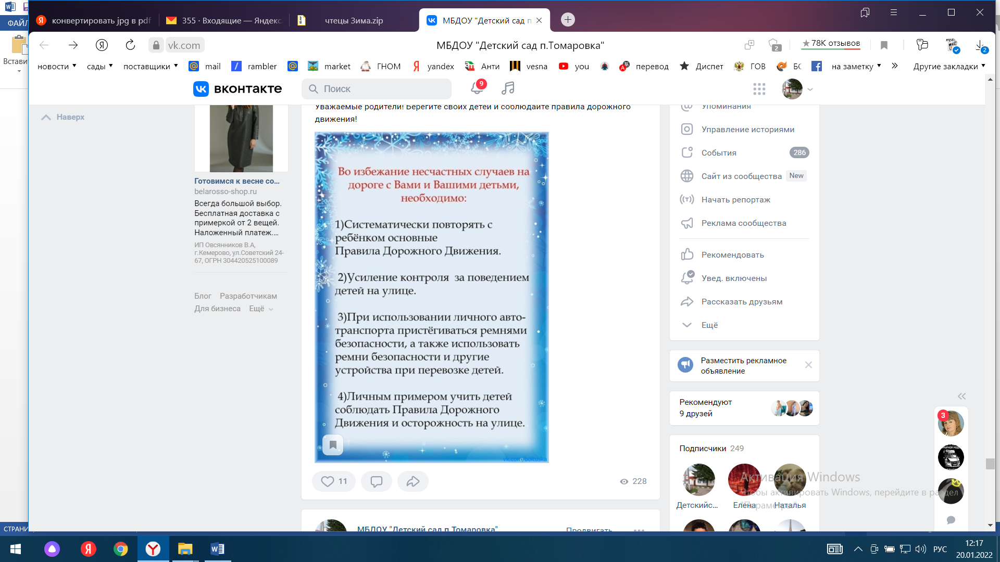 ФАЙЛ
Встави
СТРАНИ
конвертировать jpg в pdf
355 · Входящие — Яндекс.
чтецы Зима.zip
МБДОУ "Детский сад п
vk.com
МБДОУ "Детский сад п.Томаровка"
2
★78K отзывов
2
новости
сады
поставщики
mail
rambler
market
ГНОМ
yandex
Анти
vesna
you
перевод
Диспет
ГОВ
БС
на заметку
Другие закладки
вконтакте
Поиск
9
Наверх
Готовимся к весне со...
belarosso-shop.ru
Всегда большой выбор.
Бесплатная доставка с
примеркой от 2 вещей.
Наложенный платеж....
ИП Овсянников В.А,
г.Кемерово, ул.Советский 24-
67, ОГРН 304420525100089
Блог Разработчикам
Для бизнеса Ещё
Уважаемые родители! Берегите своих детей и соблюдайте правила дорожного
движения!
Во избежание несчастных случаев на
дороге с Вами и Вашими детьми,
необходимо:
1)Систематически повторять с
ребёнком основные
Правила Дорожного Движения.
2)Усиление контроля за поведением
детей на улице.
3)При использовании личного авто-
транспорта пристёгиваться ремнями
безопасности, а также использовать
ремни безопасности и другие
устройства при перевозке детей.
4)Личным примером учить детей
соблюдать Правила Дорожного
Движения и осторожность на улице.
vk.com/boltuska
11
228
МБДОУ "Детский сад п.Томаровка"
Продвигать
Упоминания
Управление историями
События 286
Сайт из сообщества New
Начать репортаж
Реклама сообщества
Рекомендовать
Увед. включены
Рассказать друзьям
Ещё
Разместить рекламное
объявление
Рекомендуют
9 друзей
Подписчики 249
Детскийс...
Елена
Наталья
3
Активация Windows
Чтобы активировать Windows, перейдите в раздел
"Параметры".
РУС
12:17
20.01.2022